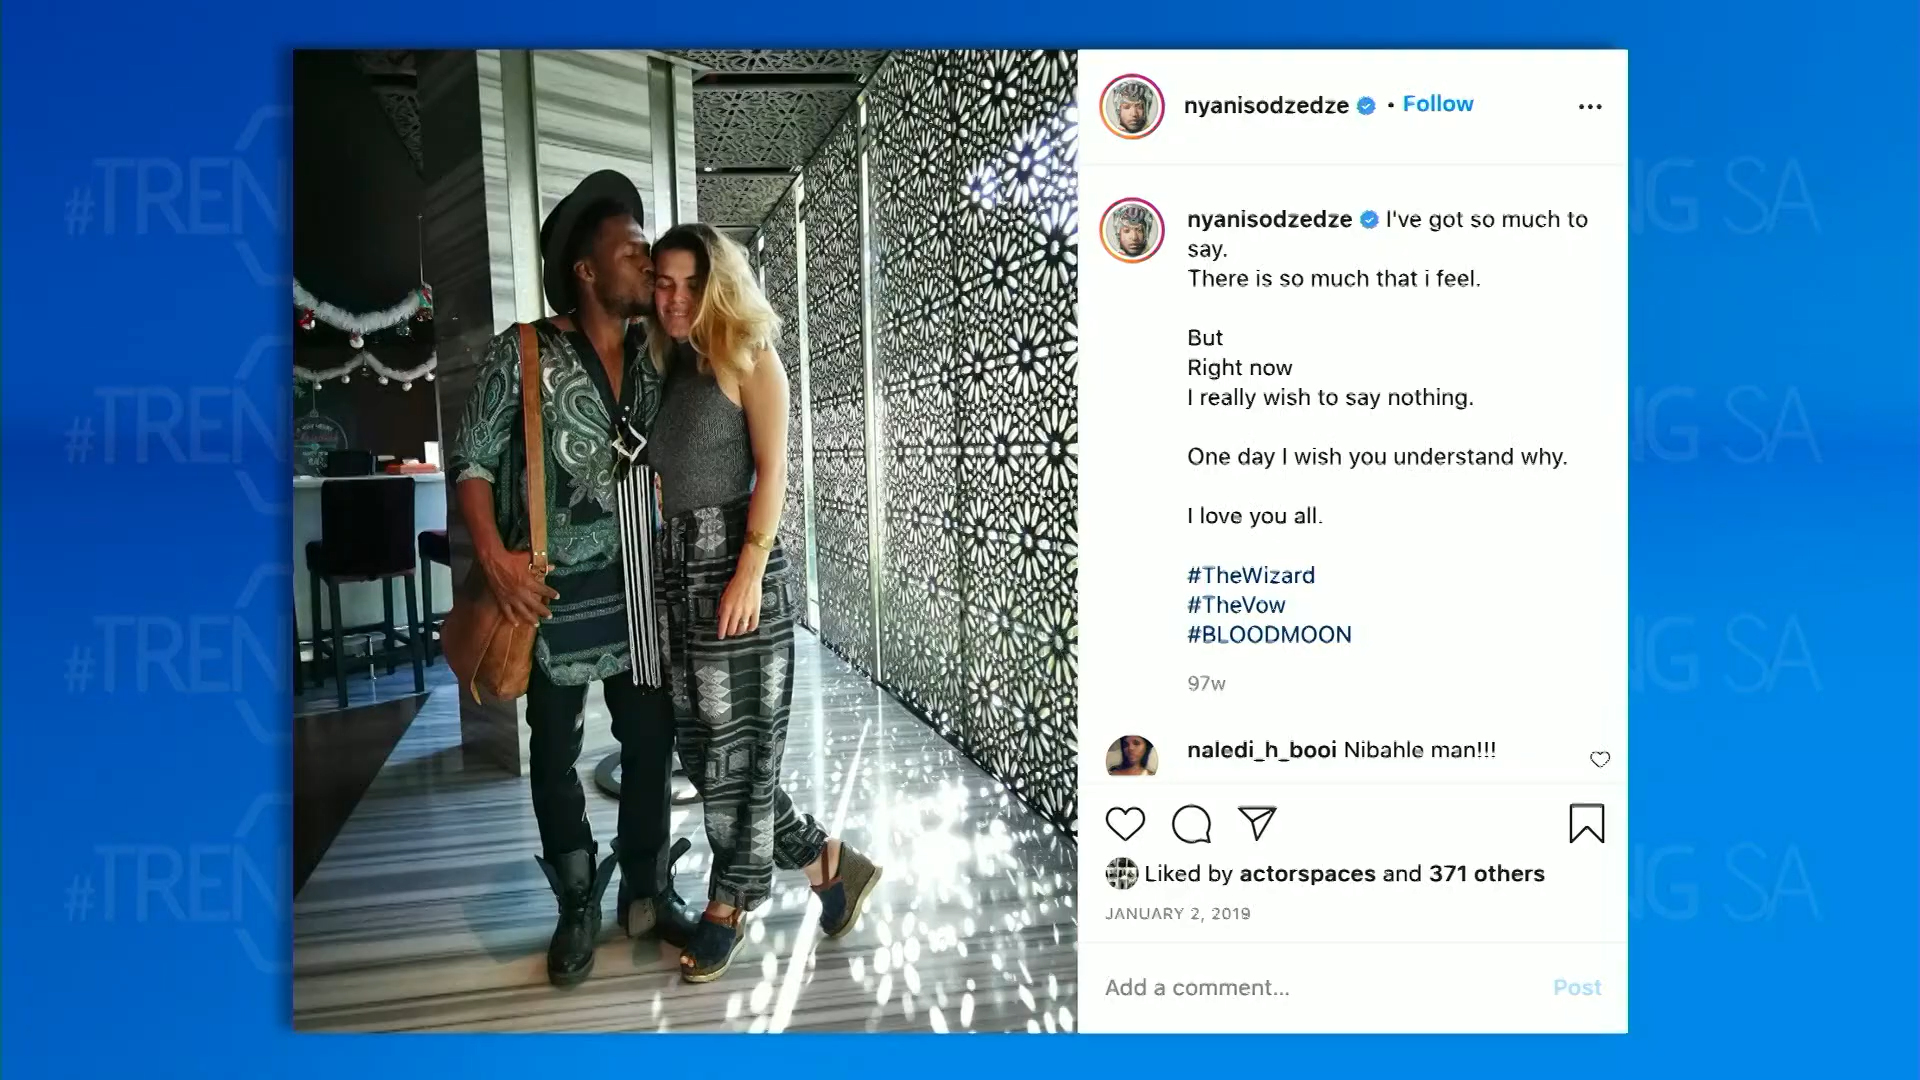 #TRENDING SA
nyanisodzedze • Follow
nyanisodzedze I've got so much to
say.
There is so much that i feel.
But
Right now
I really wish to say nothing.
One day I wish you understand why.
I love you all.
#TheWizard
#TheVow
#BLOODMOON
97w
naledi_h_booi Nibahle man!!!
Liked by actorspaces and 371 others
JANUARY 2, 2019
Add a comment...
Post